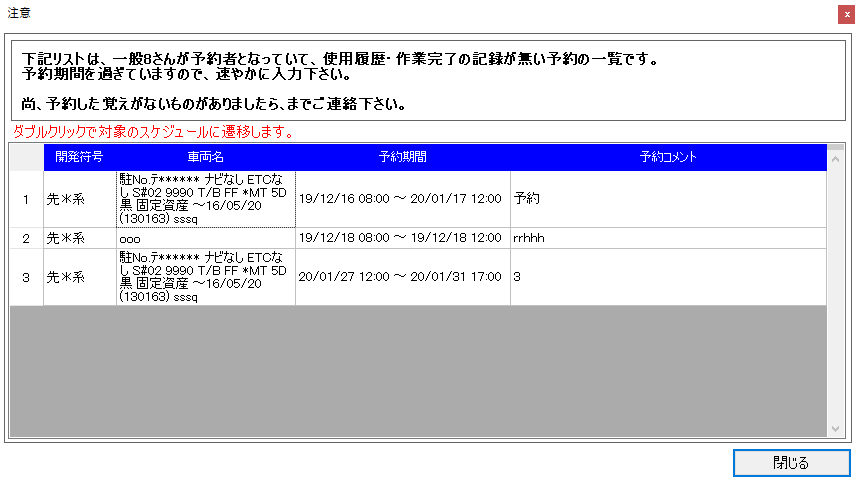 注意
x
下記リストは、一般8さんが予約者となっていて、使用履歴・作業完了の記録が無い予約の一覧です。
予約期間を過ぎていますので、速やかに入力下さい。
尚、予約した覚えがないものがありましたら、までご連絡下さい。
ダブルクリックで対象のスケジュールに遷移します。
開発符号 車両名 予約期間 予約コメント
1 先＊系 駐No.ﾃ****** ナビなし ETCな
し S#02 9990 T/B FF *MT 5D
黒 固定資産 ～16/05/20
(130163) sssq 19/12/16 08:00 ～ 20/01/17 12:00 予約
2 先＊系 ooo 19/12/18 08:00 ～ 19/12/18 12:00 rrhhh
3 先＊系 駐No.ﾃ****** ナビなし ETCな
し S#02 9990 T/B FF *MT 5D
黒 固定資産 ～16/05/20
(130163) sssq 20/01/27 12:00 ～ 20/01/31 17:00 3
閉じる